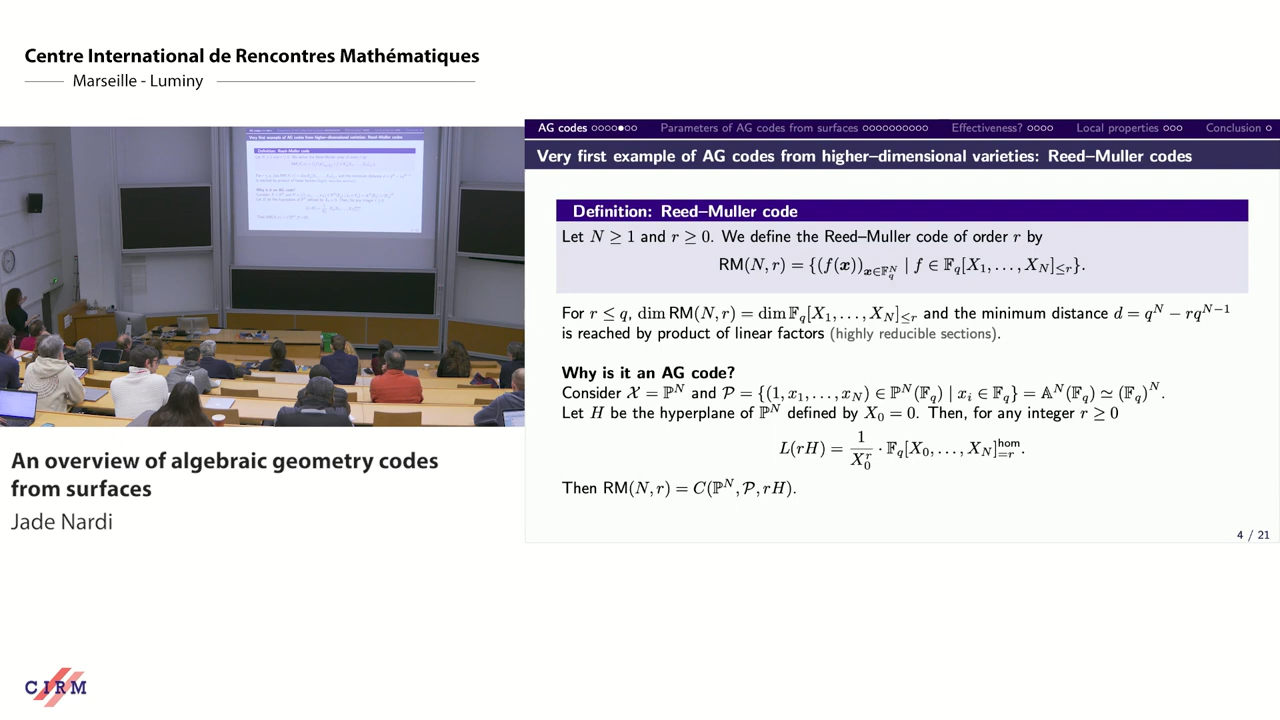 Centre International de Rencontres Mathématiques
Marseille - Luminy
AG codes Parameters of AG codes from surfaces Effectiveness? Local properties Conclusion
Very first example of AG codes from higher–dimensional varieties: Reed–Muller codes
Definition: Reed–Muller code
Let N ≥ 1 and r ≥ 0. We define the Reed–Muller code of order r by
RM(N, r) = {(f(x))_{x∈𝔽_q^N} | f ∈ 𝔽_q[X_1, . . . , X_N]_{≤r}}.
For r ≤ q, dim RM(N, r) = dim 𝔽_q[X_1, . . . , X_N]_{≤r} and the minimum distance d = q^N − rq^{N−1}
is reached by product of linear factors (highly reducible sections).
Why is it an AG code?
Consider 𝒳 = ℙ^N and 𝒫 = {(1, x_1, . . . , x_N) ∈ ℙ^N(𝔽_q) | x_i ∈ 𝔽_q} = 𝔸^N(𝔽_q) ≃ (𝔽_q)^N.
Let H be the hyperplane of ℙ^N defined by X_0 = 0. Then, for any integer r ≥ 0
L(rH) = 1/X_0^r · 𝔽_q[X_0, . . . , X_N]_{=r}^{hom}.
Then RM(N, r) = C(ℙ^N, 𝒫, rH).
4 / 21
An overview of algebraic geometry codes
from surfaces
Jade Nardi
CIRM